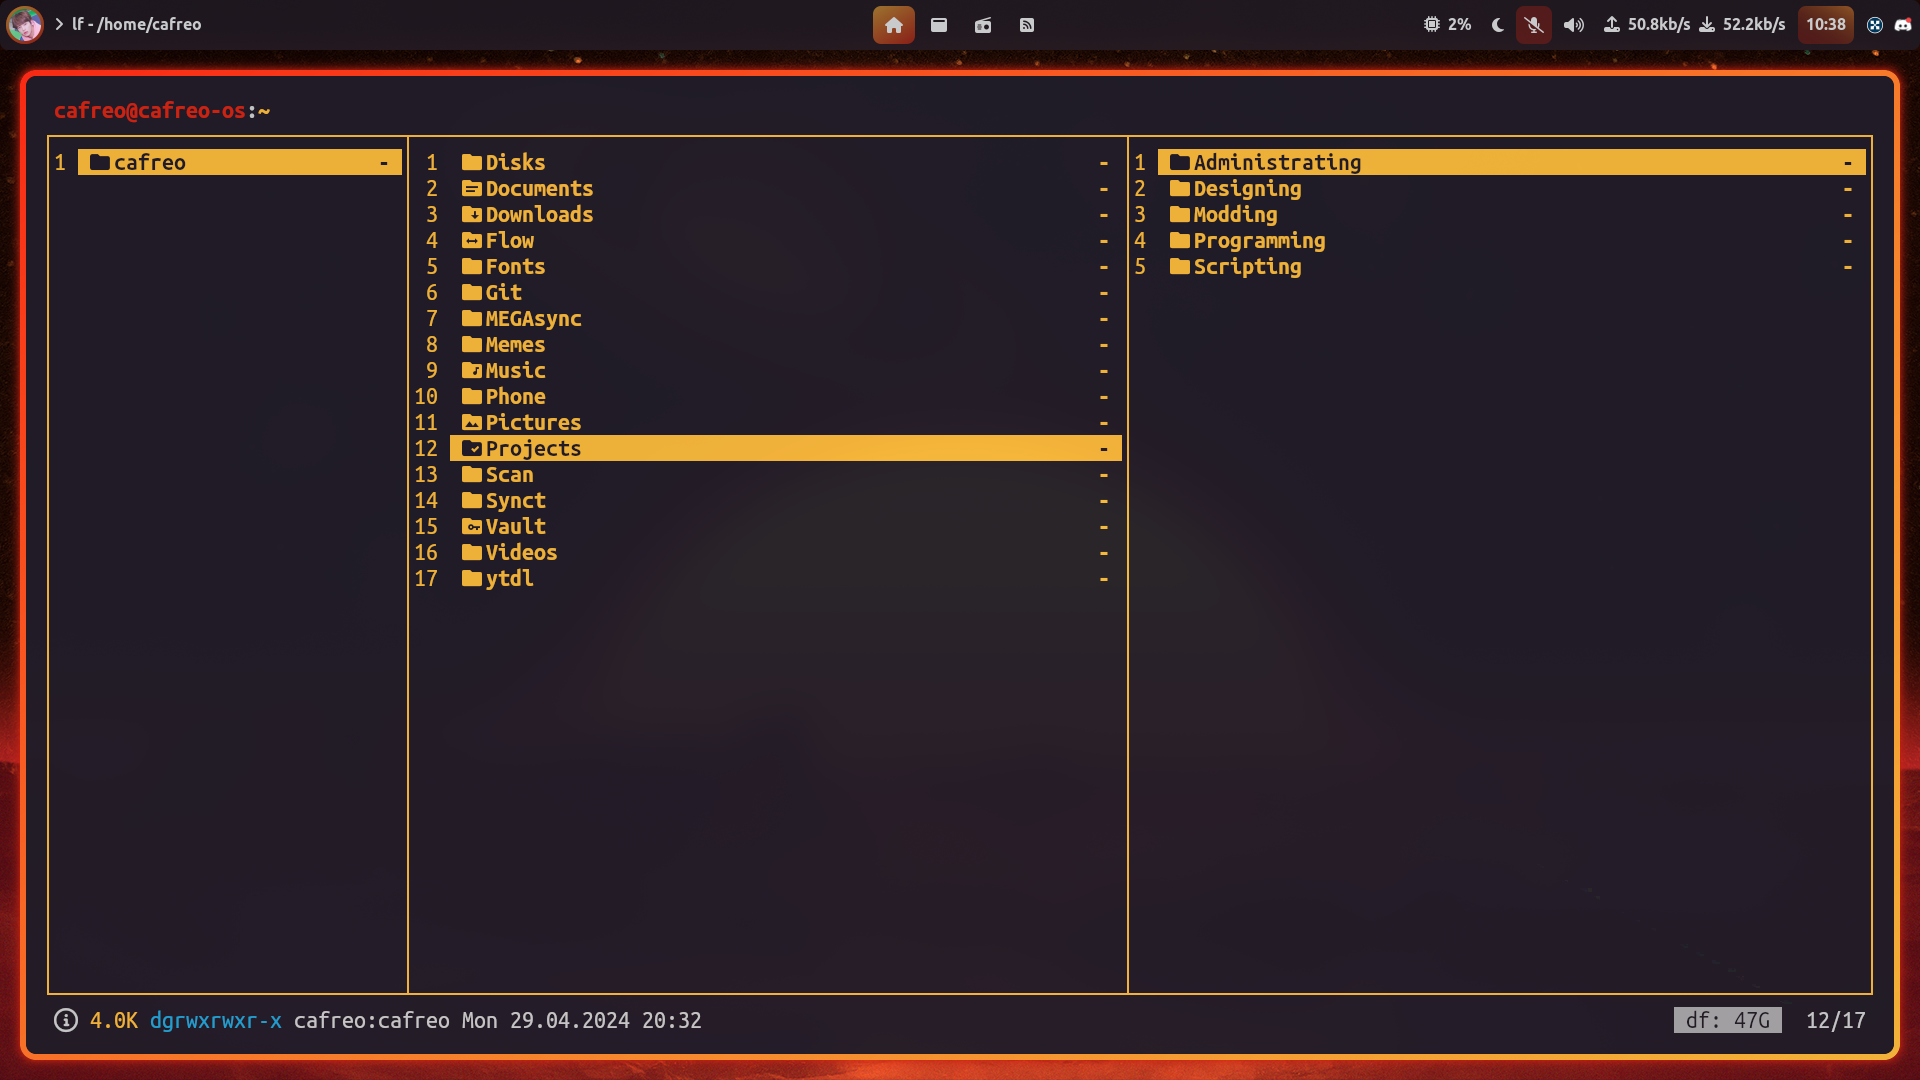 lf - /home/cafreo
2%
50.8kb/s
52.2kb/s
10:38
cafreo@cafreo-os:~
1 cafreo -
1 Disks -
2 Documents -
3 Downloads -
4 Flow -
5 Fonts -
6 Git -
7 MEGAsync -
8 Memes -
9 Music -
10 Phone -
11 Pictures -
12 Projects -
13 Scan -
14 Synct -
15 Vault -
16 Videos -
17 ytdl -
1 Administrating -
2 Designing -
3 Modding -
4 Programming -
5 Scripting -
4.0K dgrwxrwxr-x cafreo:cafreo Mon 29.04.2024 20:32
df: 47G 12/17